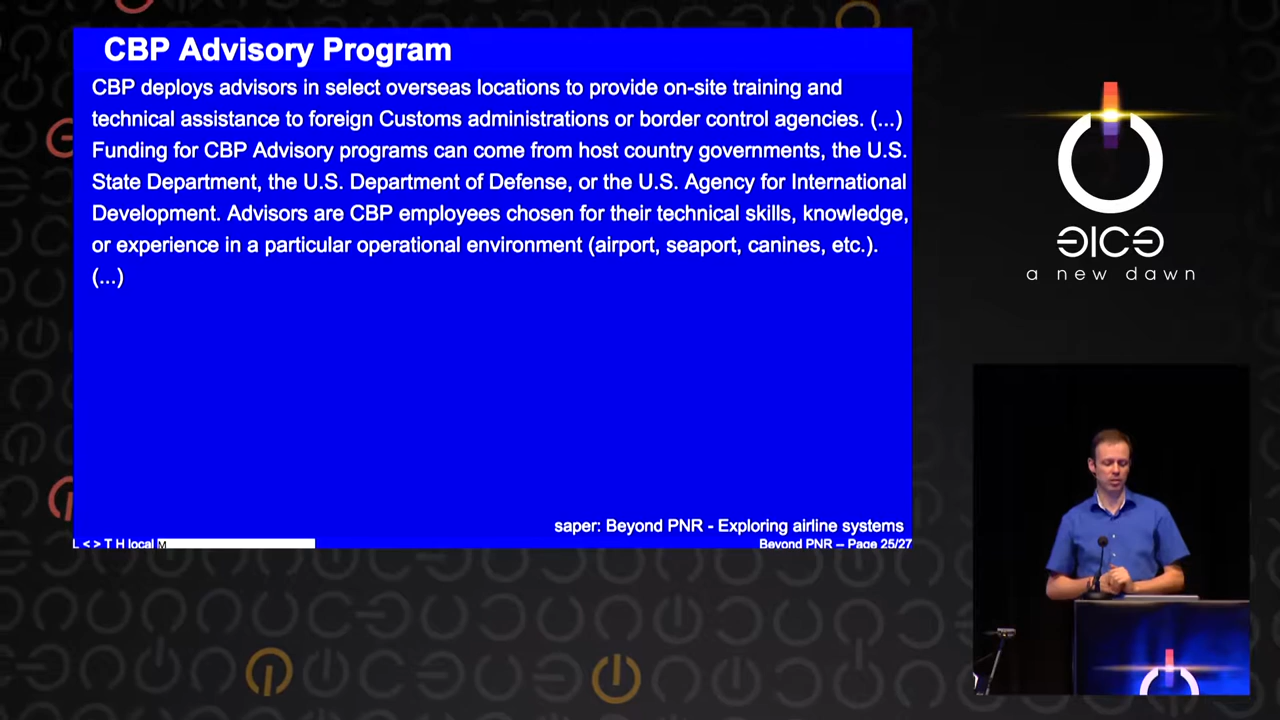 CBP Advisory Program
CBP deploys advisors in select overseas locations to provide on-site training and
technical assistance to foreign Customs administrations or border control agencies. (...)
Funding for CBP Advisory programs can come from host country governments, the U.S.
State Department, the U.S. Department of Defense, or the U.S. Agency for International
Development. Advisors are CBP employees chosen for their technical skills, knowledge,
or experience in a particular operational environment (airport, seaport, canines, etc.).
(...)
saper: Beyond PNR - Exploring airline systems
L < > T H local M
Beyond PNR – Page 25/27
a new dawn